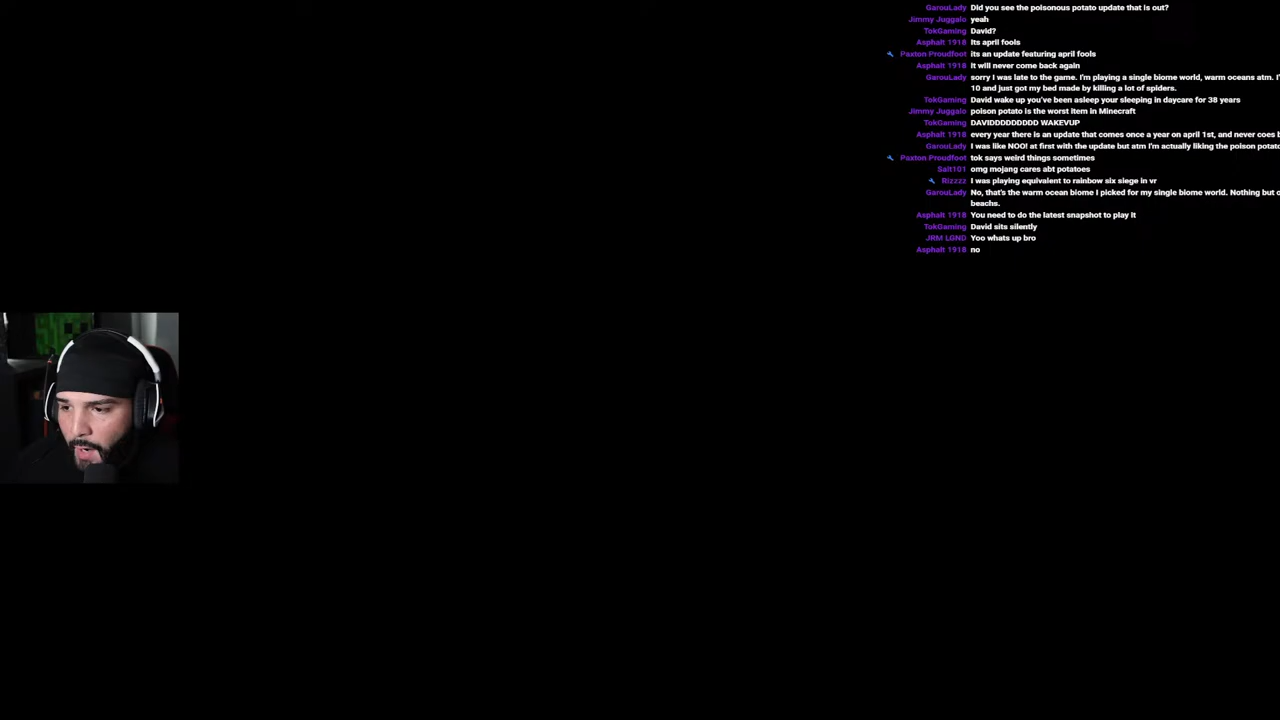 GarouLady Did you see the poisonous potato update that is out?
Jimmy Juggalo yeah
TokGaming David?
Asphalt 1918 Its april fools
Paxton Proudfoot its an update featuring april fools
Asphalt 1918 It will never come back again
GarouLady sorry I was late to the game. I'm playing a single biome world, warm oceans atm.
10 and just got my bed made by killing a lot of spiders.
TokGaming David wake up you've been asleep your sleeping in daycare for 38 years
Jimmy Juggalo poison potato is the worst item in Minecraft
TokGaming DAVIDDDDDDDDD WAKEVUP
Asphalt 1918 every year there is an update that comes once a year on april 1st, and never coes
GarouLady I was like NOO! at first with the update but atm I'm actually liking the poison potato
Paxton Proudfoot tok says weird things sometimes
Salt101 omg mojang cares abt potatoes
Rizzzz I was playing equivalent to rainbow six siege in vr
GarouLady No, that's the warm ocean biome I picked for my single biome world. Nothing but
beachs.
Asphalt 1918 You need to do the latest snapshot to play it
TokGaming David sits silently
JRM LGND Yoo whats up bro
Asphalt 1918 no